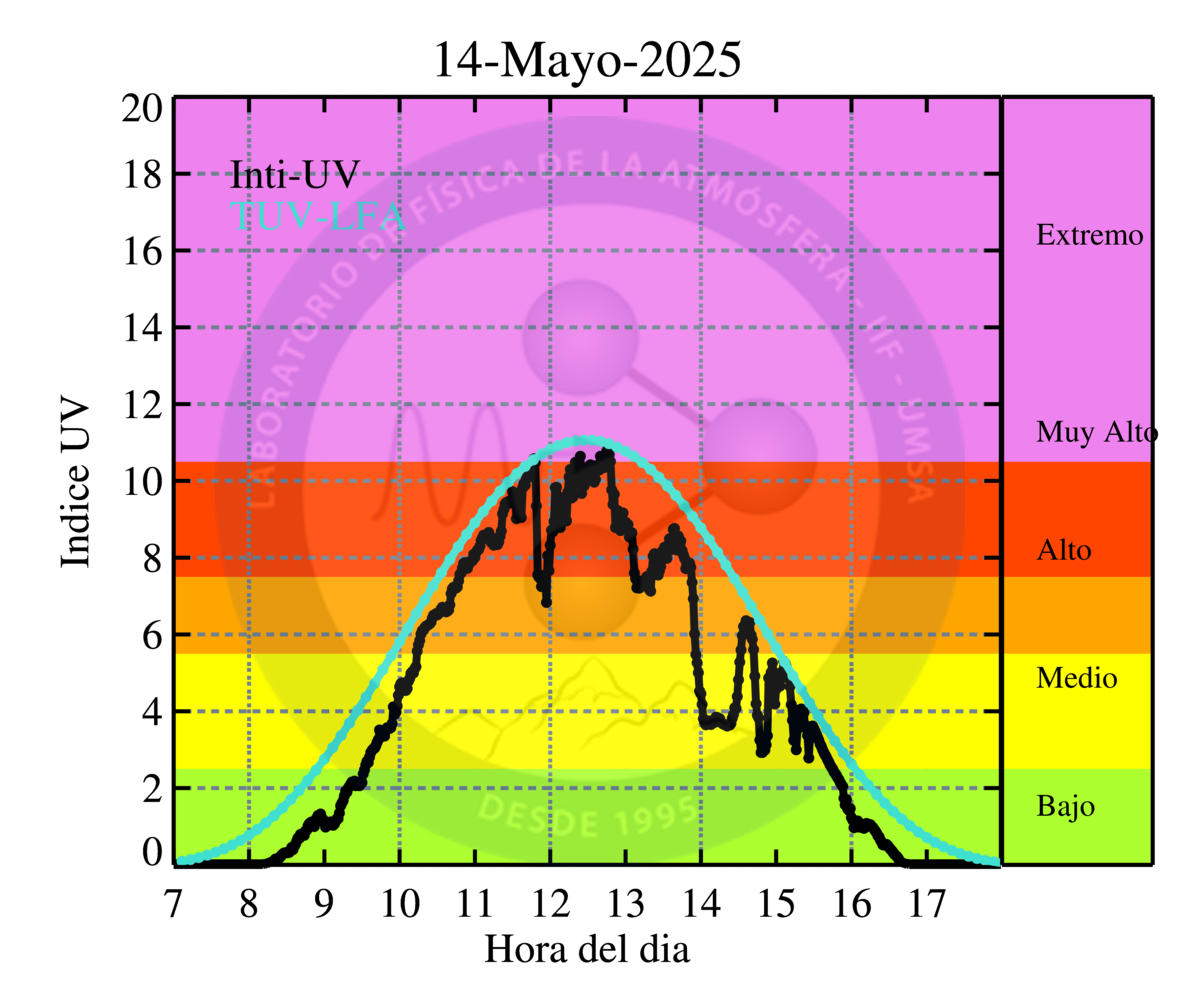 14-Mayo-2025
20
18
16
14
12
10
8
6
4
2
0
Indice UV
Inti-UV
TUV-LFA
LABORATORIO DE FÍSICA DE LA ATMÓSFERA - IIF - UMSA
DESDE 1995
Extremo
Muy Alto
Alto
Medio
Bajo
7 8 9 10 11 12 13 14 15 16 17
Hora del dia